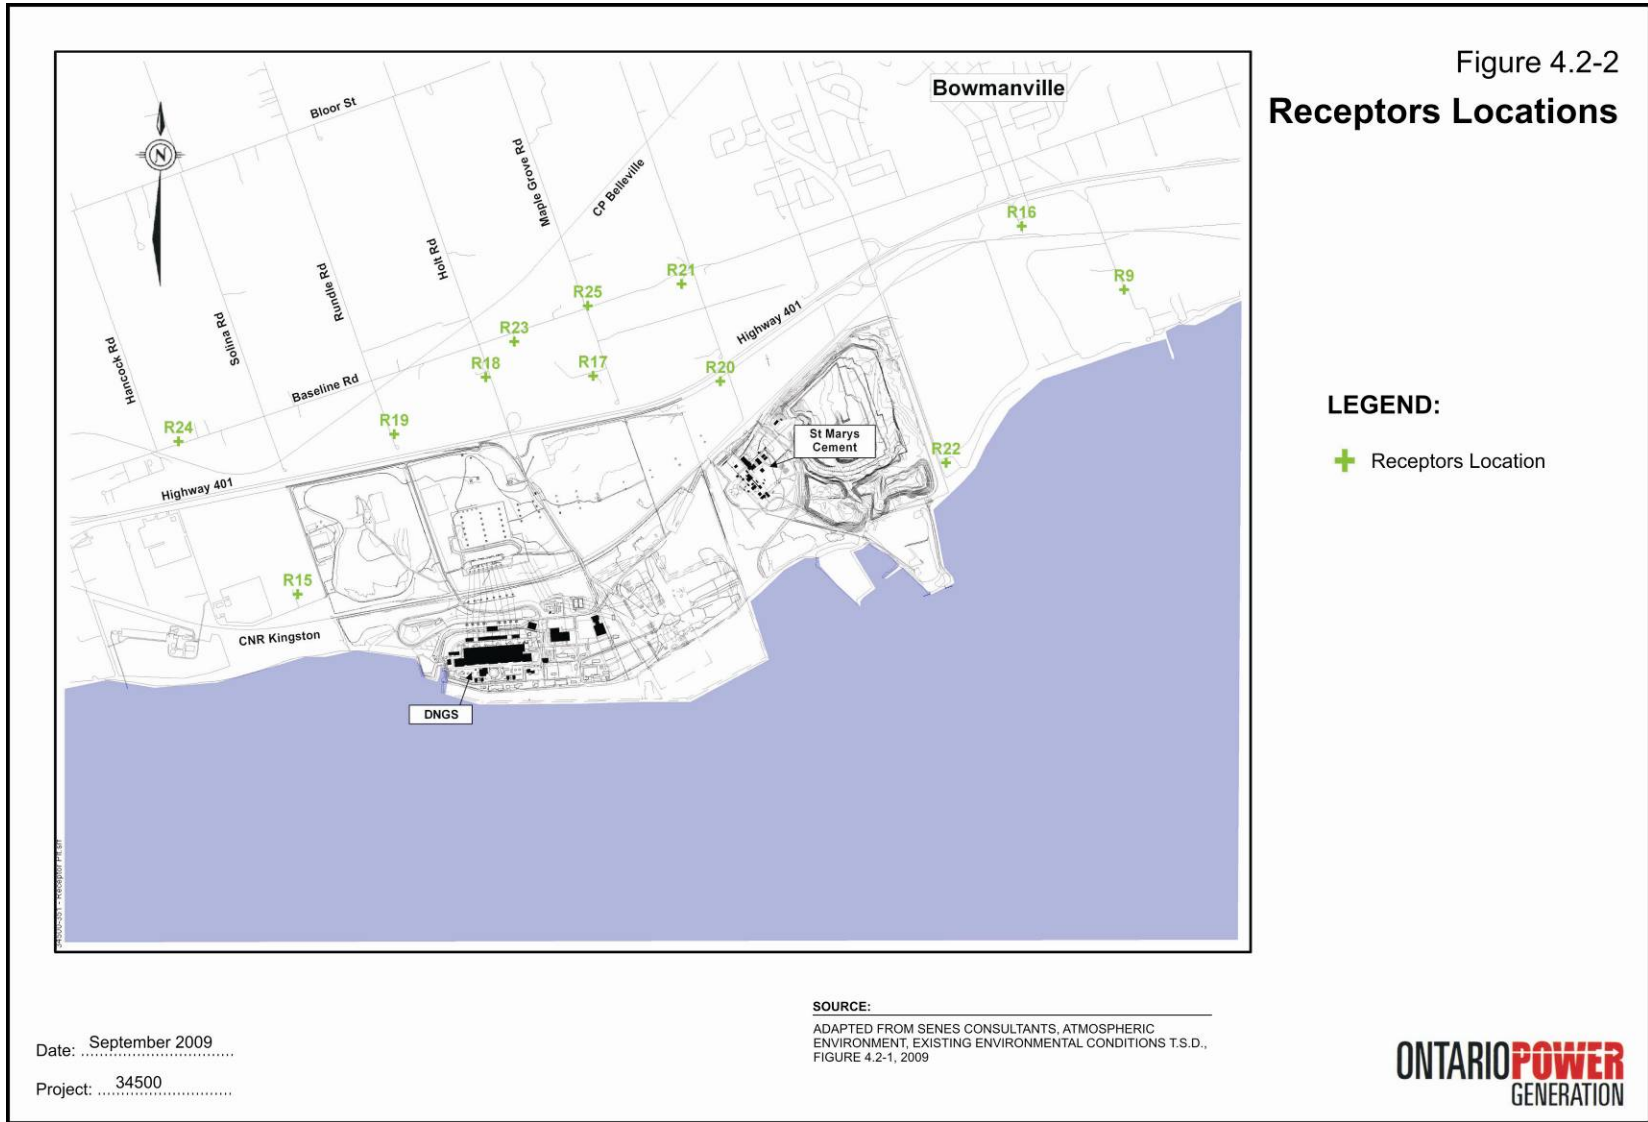 Figure 4.2-2
Receptors Locations
Bowmanville
Bloor St
Maple Grove Rd
CP Belleville
Holt Rd
Rundle Rd
Solina Rd
Hancock Rd
R16
R9
R21
R25
R23
R18
R17
R20
Highway 401
Baseline Rd
R24
R19
St Marys
Cement
R22
Highway 401
R15
CNR Kingston
DNGS
N
LEGEND:
Receptors Location
SOURCE:
ADAPTED FROM SENES CONSULTANTS, ATMOSPHERIC
ENVIRONMENT, EXISTING ENVIRONMENTAL CONDITIONS T.S.D.,
FIGURE 4.2-1, 2009
Date: September 2009
Project: 34500
ONTARIOPOWER
GENERATION